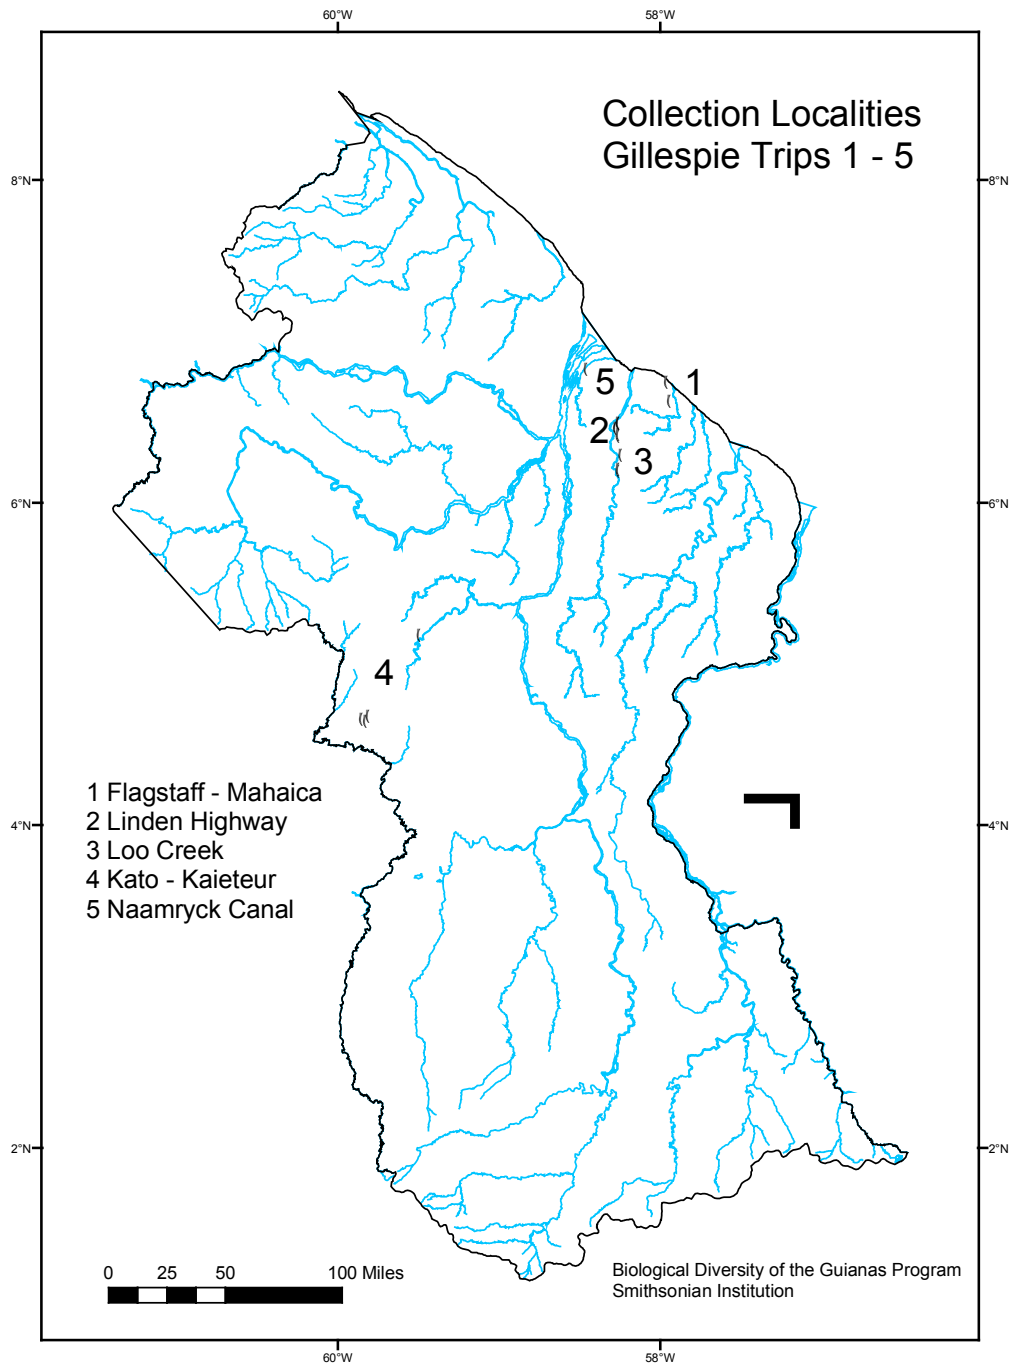 60°W 58°W
Collection Localities
Gillespie Trips 1 - 5
8°N 8°N
1
5
2
3
6°N 6°N
4
1 Flagstaff - Mahaica
2 Linden Highway
3 Loo Creek
4 Kato - Kaieteur
5 Naamryck Canal
4°N 4°N
2°N 2°N
0 25 50 100 Miles
Biological Diversity of the Guianas Program
Smithsonian Institution
60°W 58°W